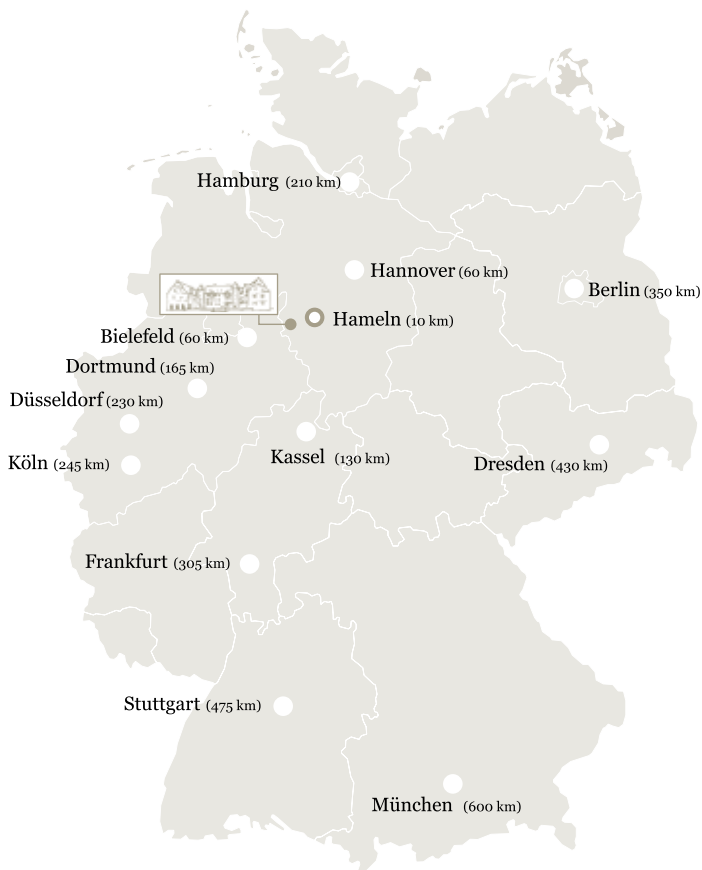 Hamburg (210 km)
Hannover (60 km)
Berlin (350 km)
Hameln (10 km)
Bielefeld (60 km)
Dortmund (165 km)
Düsseldorf (230 km)
Kassel (130 km)
Köln (245 km)
Dresden (430 km)
Frankfurt (305 km)
Stuttgart (475 km)
München (600 km)